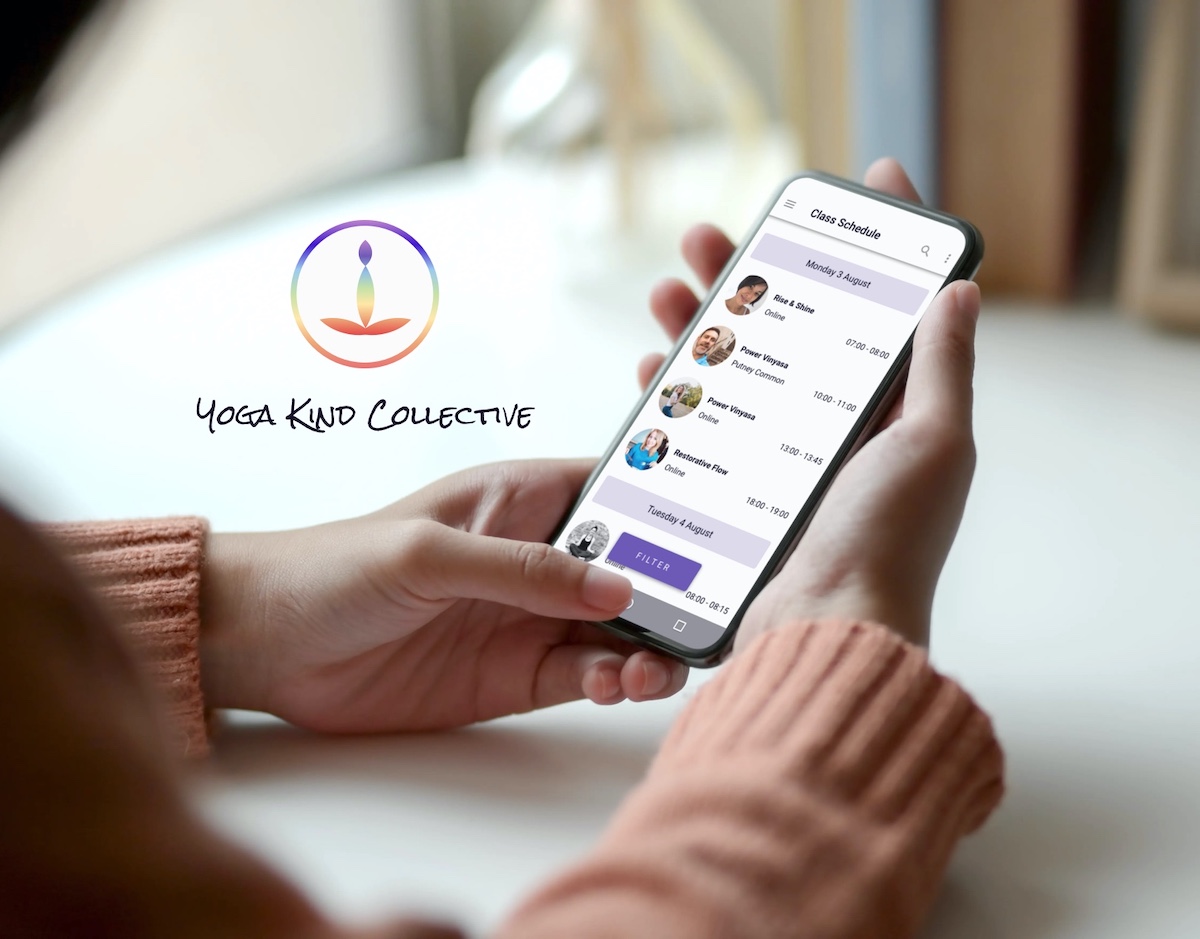 Yoga Kind Collective
Class Schedule
Monday 3 August
Rise & Shine
Online
07:00 - 08:00
Power Vinyasa
Putney Common
10:00 - 11:00
Power Vinyasa
Online
13:00 - 13:45
Restorative Flow
Online
18:00 - 19:00
Tuesday 4 August
Online
FILTER
08:00 - 08:15